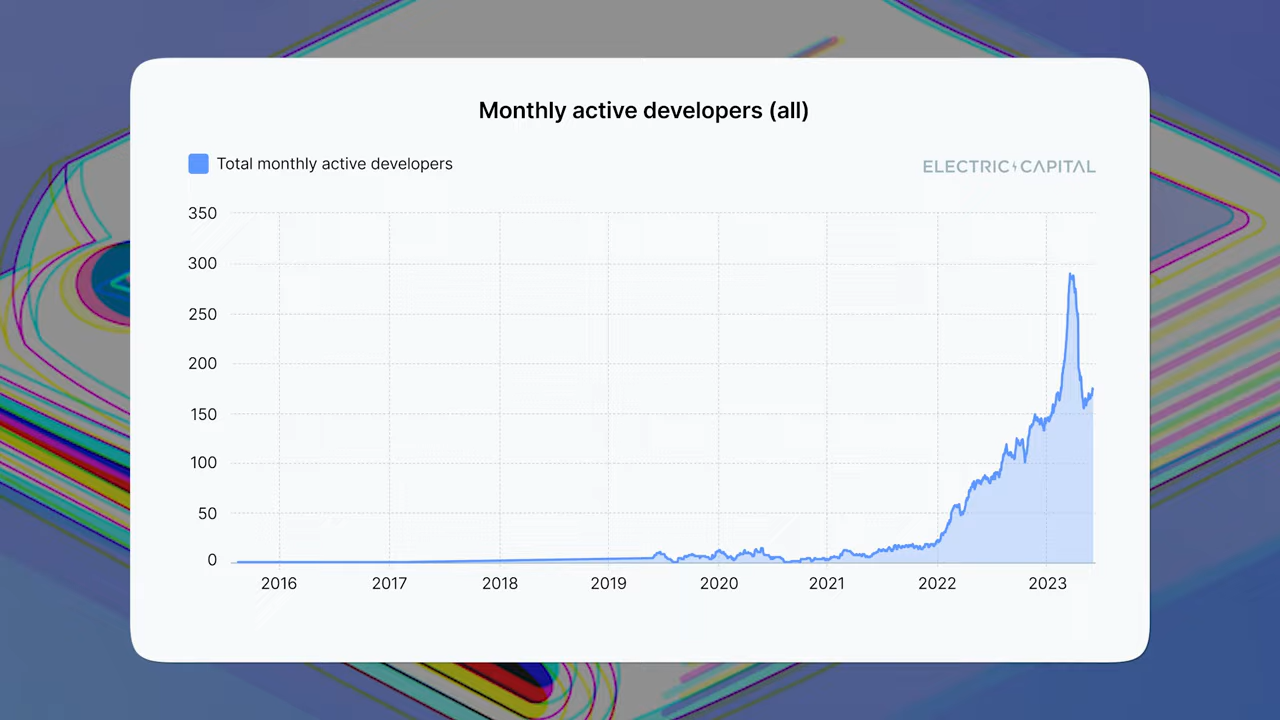 Monthly active developers (all)
Total monthly active developers
ELECTRIC CAPITAL
350
300
250
200
150
100
50
0
2016 2017 2018 2019 2020 2021 2022 2023